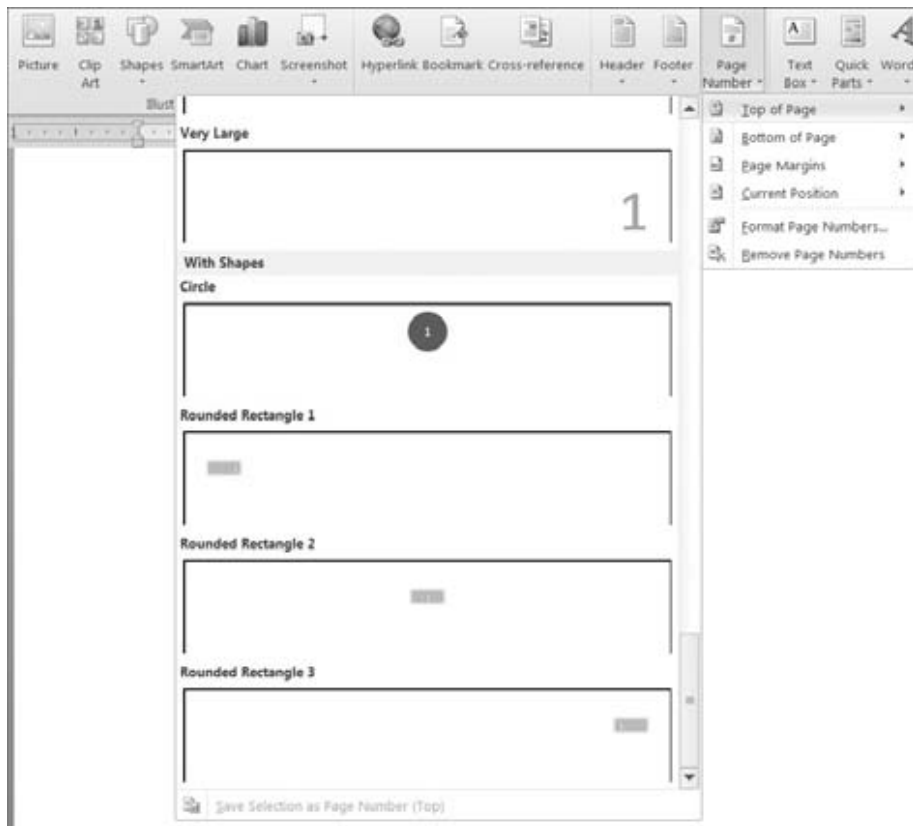 Picture Clip Art Shapes SmartArt Chart Screenshot Hyperlink Bookmark Cross-reference Header Footer Page Number Text Box Quick Parts Word
Illust
Top of Page
Bottom of Page
Page Margins
Current Position
Format Page Numbers...
Remove Page Numbers
Very Large
1
With Shapes
Circle
1
Rounded Rectangle 1
Rounded Rectangle 2
Rounded Rectangle 3
Save Selection as Page Number (Top)